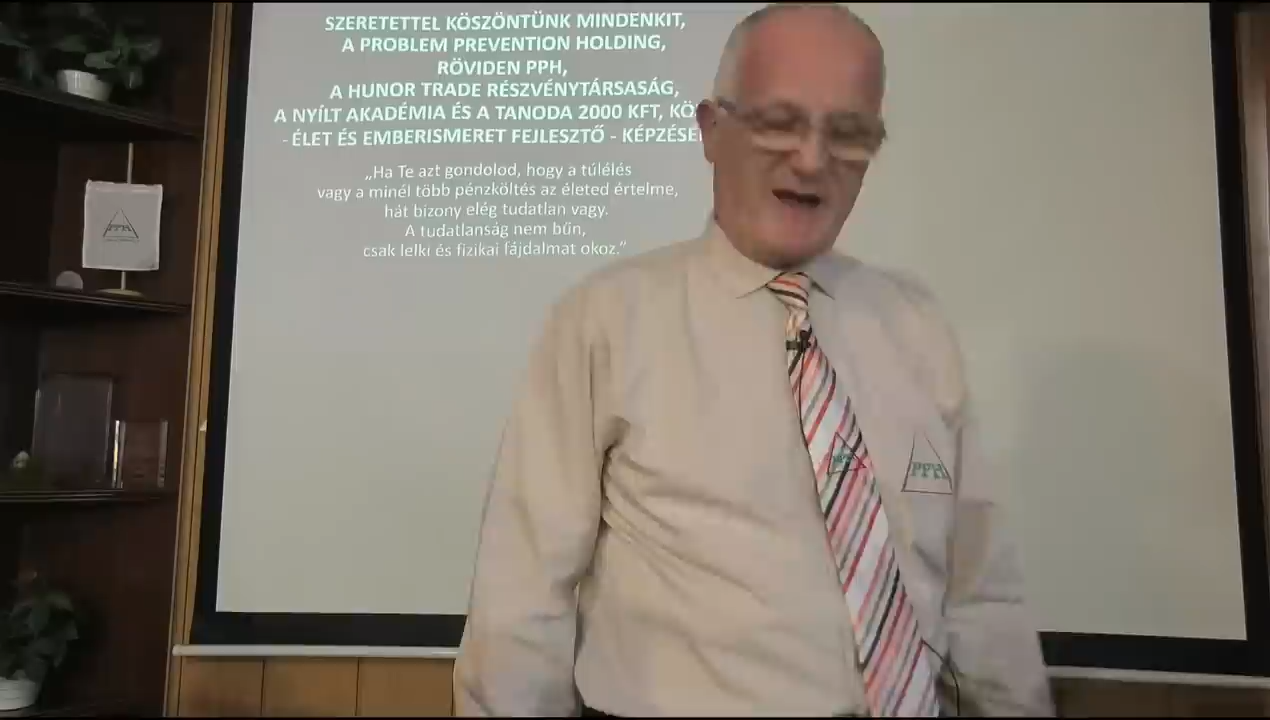 SZERETETTEL KÖSZÖNTÜNK MINDENKIT,
A PROBLEM PREVENTION HOLDING,
RÖVIDEN PPH,
A HUNOR TRADE RÉSZVÉNYTÁRSASÁG,
A NYÍLT AKADÉMIA ÉS A TANODA 2000 KFT,
- ÉLET ÉS EMBERISMERET FEJLESZTŐ -
„Ha Te azt gondolod, hogy a túlélés
vagy a minél több pénzköltés az életed értelme,
hát bizony elég tudatlan vagy.
A tudatlanság nem bűn,
csak lelki és fizikai fájdalmat okoz.”
PPH